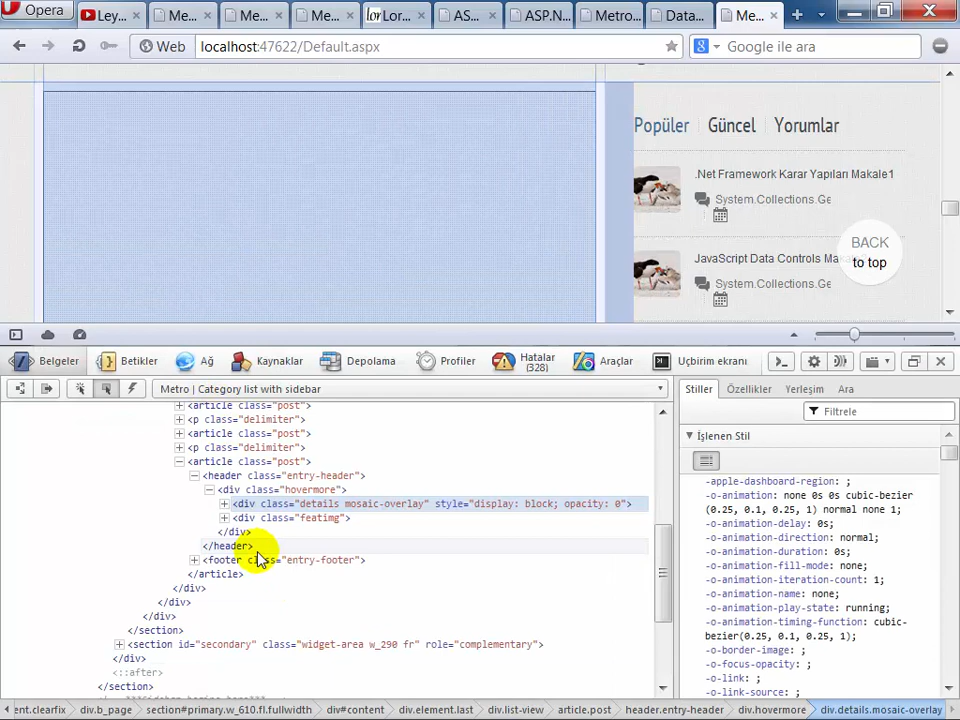 Opera
Ley...
Me...
Me...
Me...
Lor...
AS...
ASP.N...
Metro...
Data...
Me...
Web
localhost:47622/Default.aspx
Google ile ara
Popüler
Güncel
Yorumlar
.Net Framework Karar Yapıları Makale1
System.Collections.Ge
JavaScript Data Controls Ma
System.Collections.Ge
BACK
to top
Belgeler
Betikler
Ağ
Kaynaklar
Depolama
Profiler
Hatalar
(328)
Araçlar
Uçbirim ekranı
Metro | Category list with sidebar
Stiller
Özellikler
Yerleşim
Ara
Filtrele
İşlenen Stil
<article class="post">
<p class="delimiter">
<article class="post">
<p class="delimiter">
<article class="post">
<header class="entry-header">
<div class="hovermore">
<div class="details mosaic-overlay" style="display: block; opacity: 0">
<div class="featimg">
</div>
</header>
<footer class="entry-footer">
</article>
</div>
</div>
</div>
</section>
<section id="secondary" class="widget-area w_290 fr" role="complementary">
</div>
<::after>
</section>
-apple-dashboard-region: ;
-o-animation: none 0s 0s cubic-bezier
(0.25, 0.1, 0.25, 1) normal none 1;
-o-animation-delay: 0s;
-o-animation-direction: normal;
-o-animation-duration: 0s;
-o-animation-fill-mode: none;
-o-animation-iteration-count: 1;
-o-animation-name: none;
-o-animation-play-state: running;
-o-animation-timing-function: cubic-
bezier(0.25, 0.1, 0.25, 1);
-o-border-image: ;
-o-focus-opacity: ;
-o-link: ;
-o-link-source: ;
ent.clearfix
div.b_page
section#primary.w_610.fl.fullwidth
div#content
div.element.last
div.list-view
article.post
header.entry-header
div.hovermore
div.details.mosaic-overlay